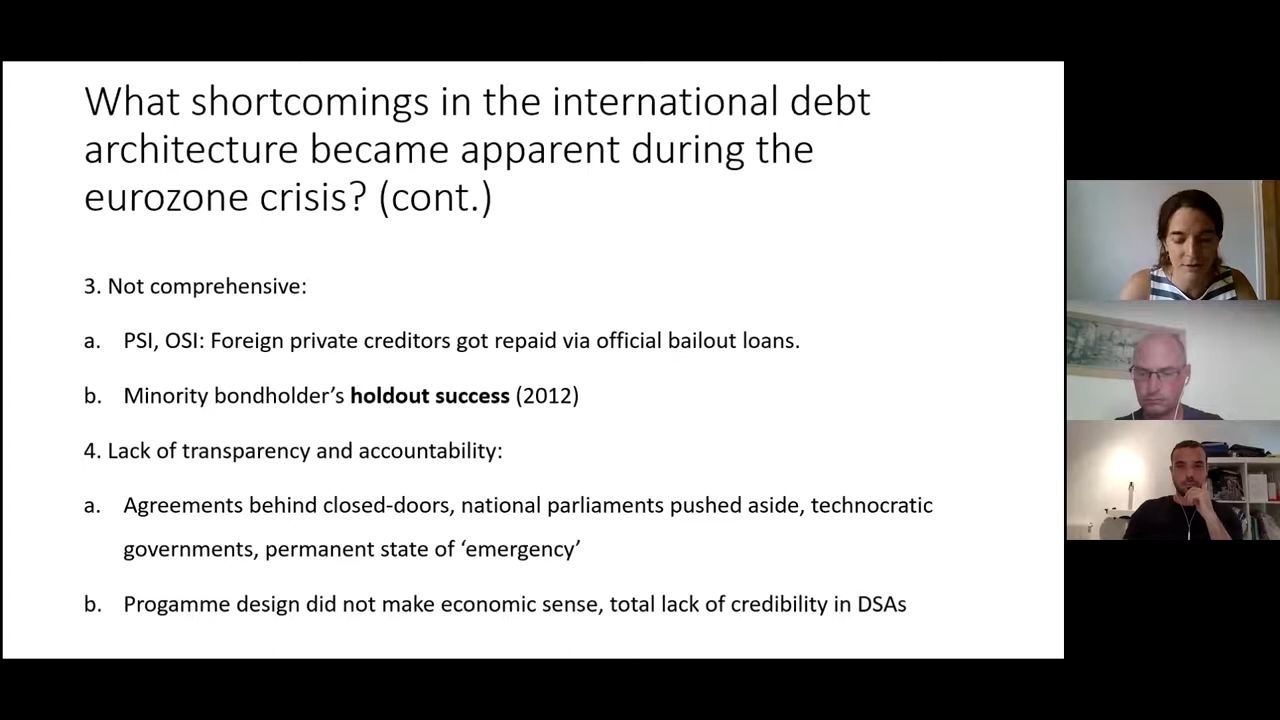 What shortcomings in the international debt
architecture became apparent during the
eurozone crisis? (cont.)
3. Not comprehensive:
a. PSI, OSI: Foreign private creditors got repaid via official bailout loans.
b. Minority bondholder’s holdout success (2012)
4. Lack of transparency and accountability:
a. Agreements behind closed-doors, national parliaments pushed aside, technocratic
governments, permanent state of ‘emergency’
b. Progamme design did not make economic sense, total lack of credibility in DSAs